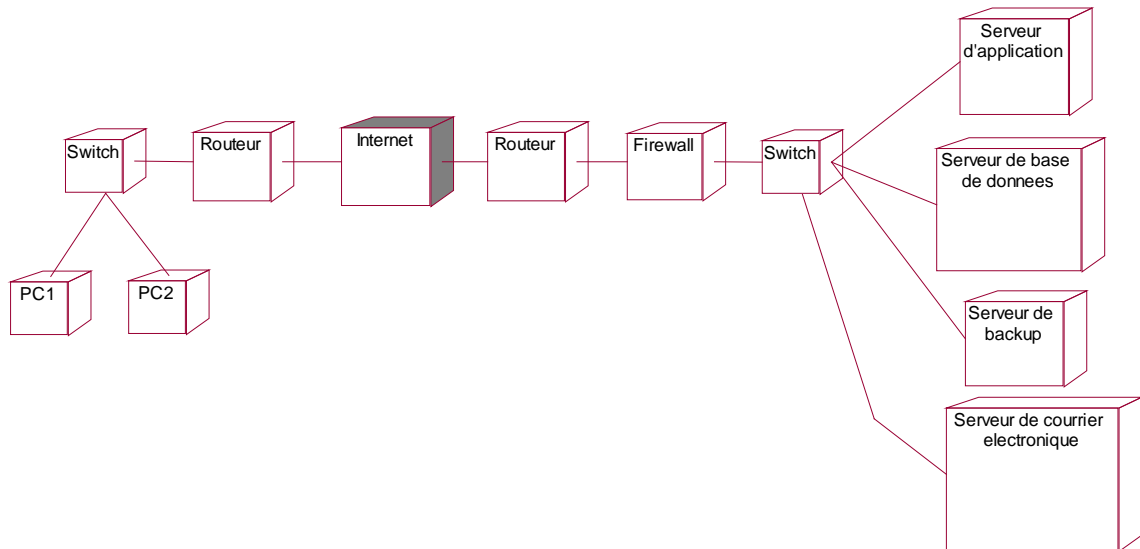 Serveur
d'application
Switch
Routeur
Internet
Routeur
Firewall
Switch
Serveur de base
de donnees
PC1
PC2
Serveur de
backup
Serveur de courrier
electronique